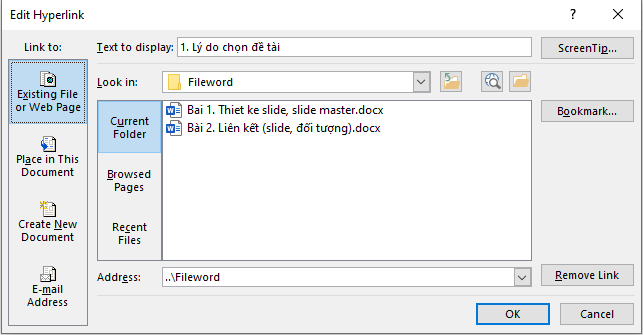 Edit Hyperlink
? ×
Link to:
Text to display: 1. Lý do chọn đề tài
ScreenTip...
Existing File
or Web Page
Look in: Fileword
Current
Folder
Bai 1. Thiet ke slide, slide master.docx
Bài 2. Liên kết (slide, đối tượng).docx
Bookmark...
Place in This
Document
Browsed
Pages
Create New
Document
Recent
Files
E-mail
Address
Address: ..\Fileword
Remove Link
OK
Cancel